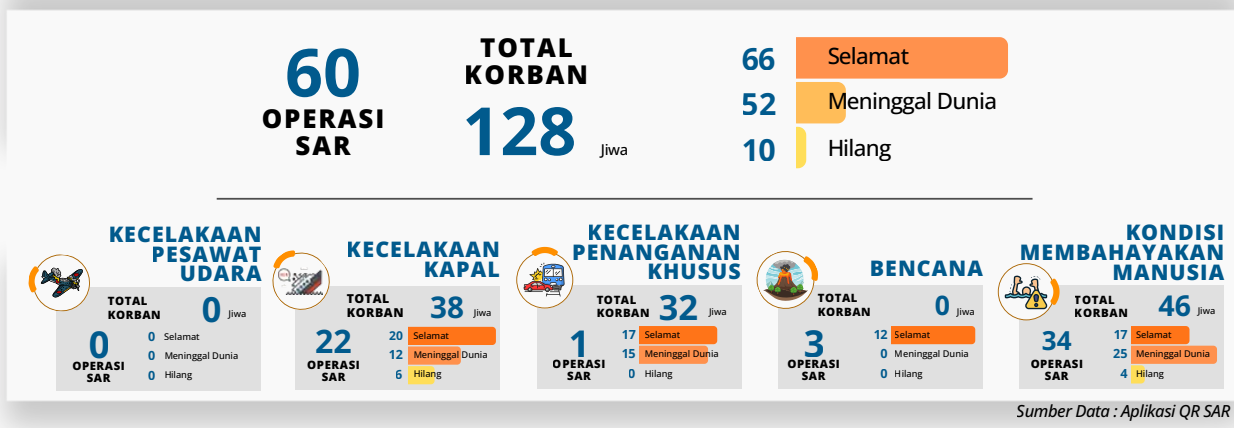 60
OPERASI
SAR
TOTAL
KORBAN
128 Jiwa
66 Selamat
52 Meninggal Dunia
10 Hilang
KECELAKAAN
PESAWAT
UDARA
TOTAL
KORBAN
0 Jiwa
0
OPERASI
SAR
0 Selamat
0 Meninggal Dunia
0 Hilang
KECELAKAAN
KAPAL
TOTAL
KORBAN
38 Jiwa
22
OPERASI
SAR
20 Selamat
12 Meninggal Dunia
6 Hilang
KECELAKAAN
PENANGANAN
KHUSUS
TOTAL
KORBAN
32 Jiwa
1
OPERASI
SAR
17 Selamat
15 Meninggal Dunia
0 Hilang
BENCANA
TOTAL
KORBAN
0 Jiwa
3
OPERASI
SAR
12 Selamat
0 Meninggal Dunia
0 Hilang
KONDISI
MEMBAHAYAKAN
MANUSIA
TOTAL
KORBAN
46 Jiwa
34
OPERASI
SAR
17 Selamat
25 Meninggal Dunia
4 Hilang
Sumber Data : Aplikasi QR SAR